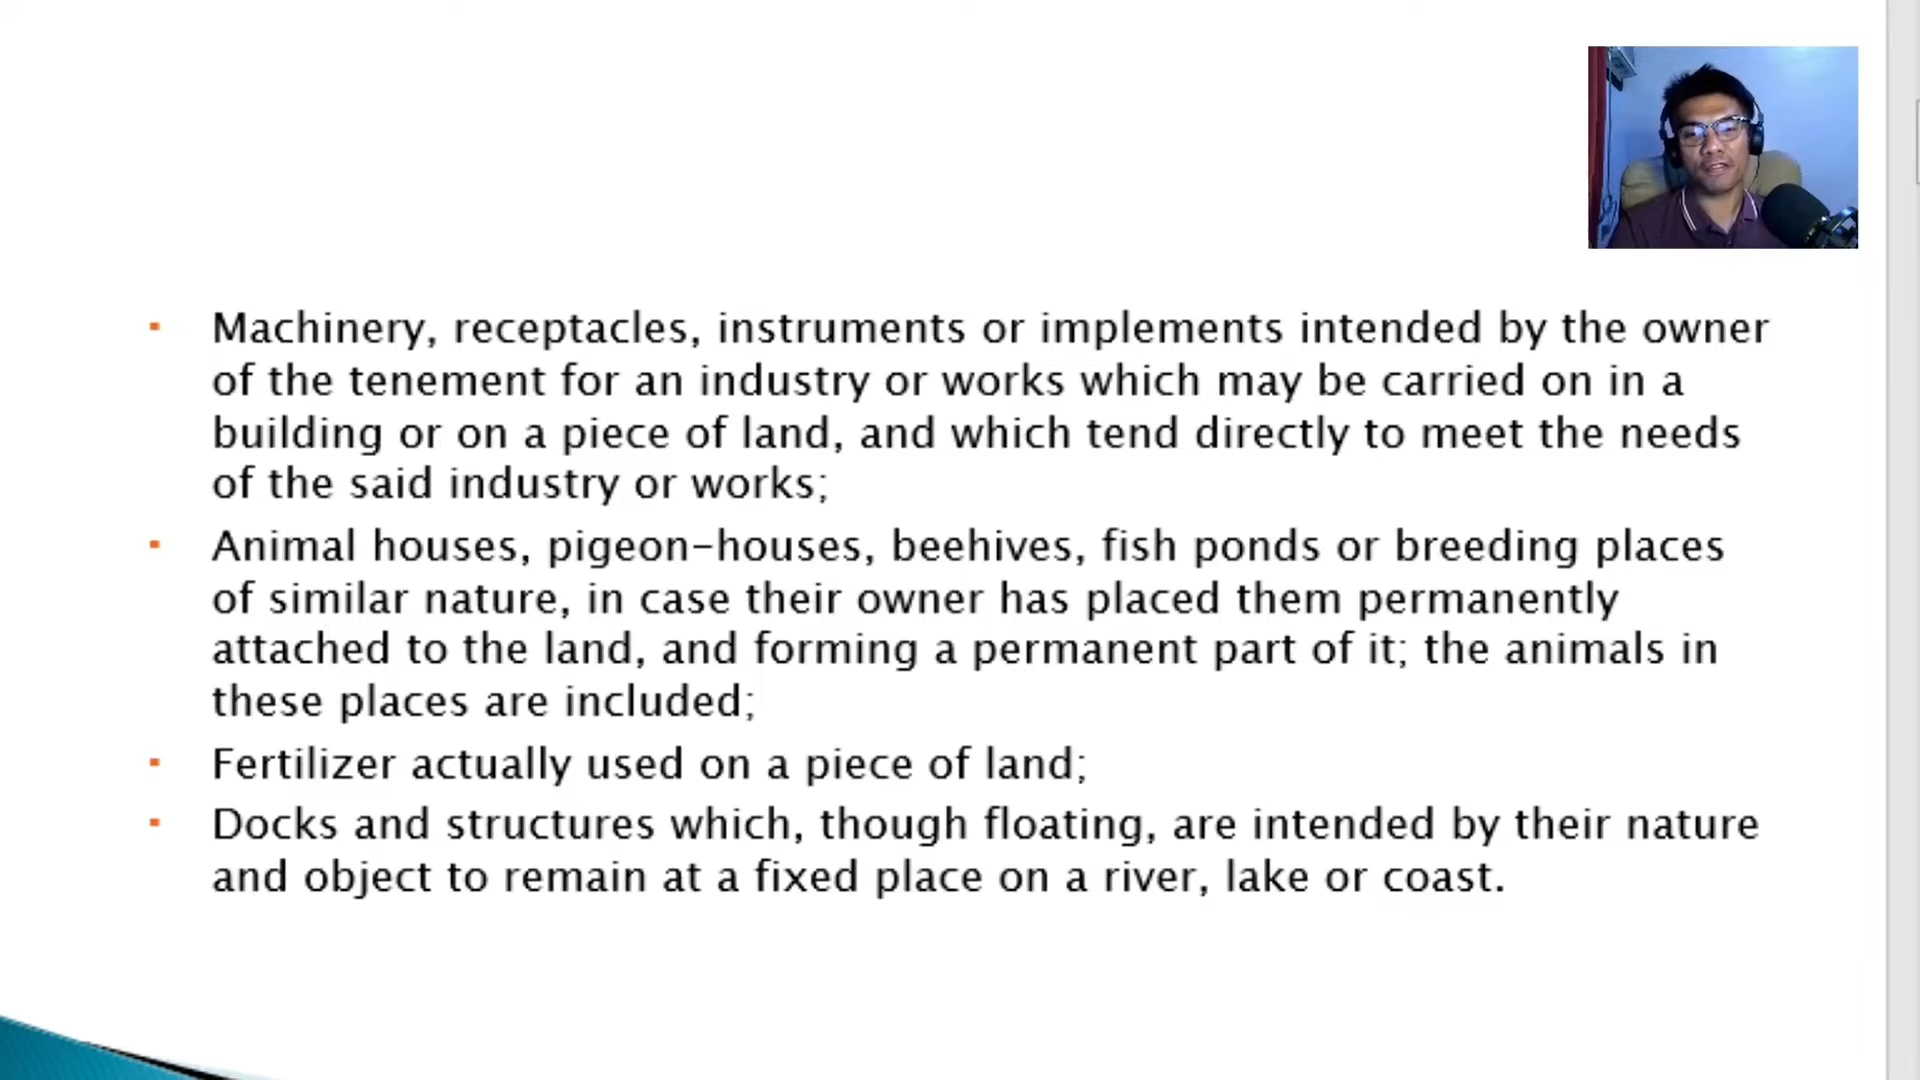 Machinery, receptacles, instruments or implements intended by the owner
of the tenement for an industry or works which may be carried on in a
building or on a piece of land, and which tend directly to meet the needs
of the said industry or works;
Animal houses, pigeon-houses, beehives, fish ponds or breeding places
of similar nature, in case their owner has placed them permanently
attached to the land, and forming a permanent part of it; the animals in
these places are included;
Fertilizer actually used on a piece of land;
Docks and structures which, though floating, are intended by their nature
and object to remain at a fixed place on a river, lake or coast.